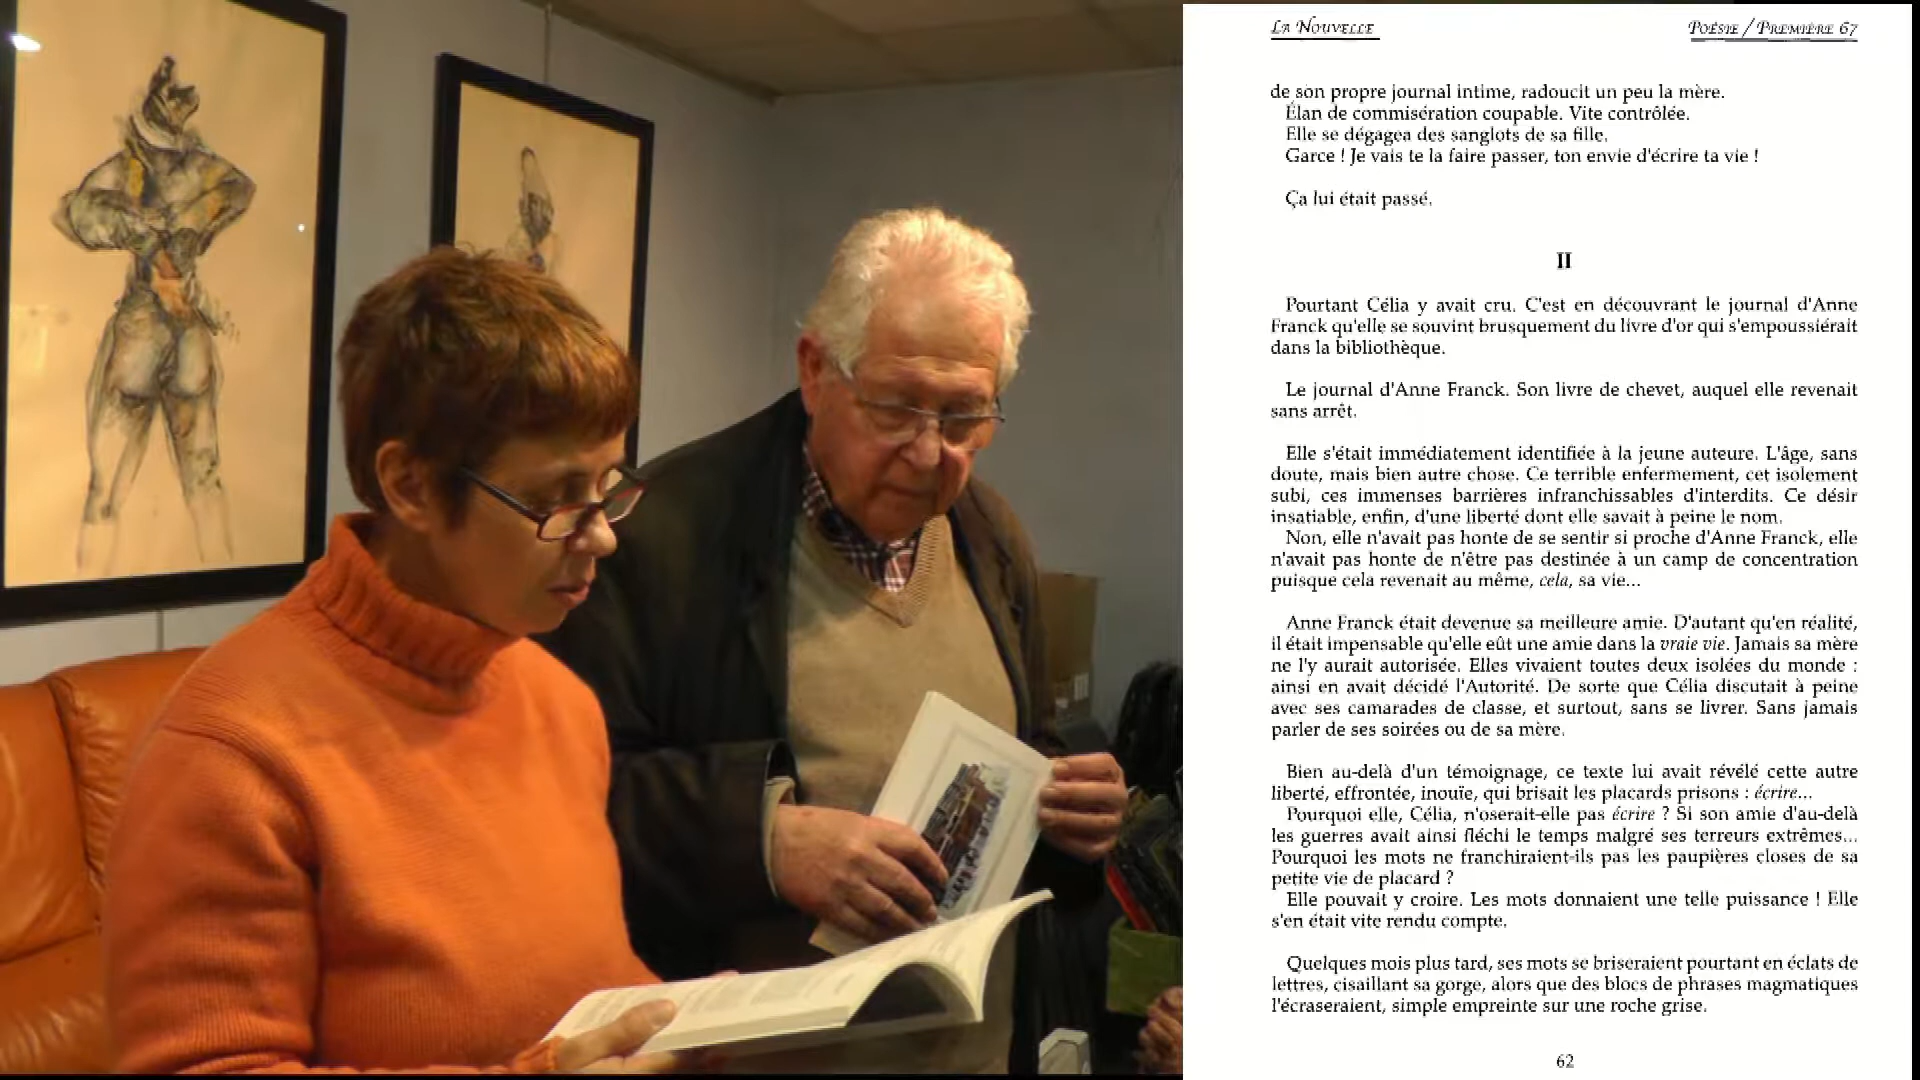 La Nouvelle
Poésie / Première 67
de son propre journal intime, radoucit un peu la mère.
Élan de commisération coupable. Vite contrôlée.
Elle se dégagea des sanglots de sa fille.
Garce ! Je vais te la faire passer, ton envie d'écrire ta vie !
Ça lui était passé.
II
Pourtant Célia y avait cru. C'est en découvrant le journal d'Anne
Franck qu'elle se souvint brusquement du livre d'or qui s'empoussiérait
dans la bibliothèque.
Le journal d'Anne Franck. Son livre de chevet, auquel elle revenait
sans arrêt.
Elle s'était immédiatement identifiée à la jeune auteure. L'âge, sans
doute, mais bien autre chose. Ce terrible enfermement, cet isolement
subi, ces immenses barrières infranchissables d'interdits. Ce désir
insatiable, enfin, d'une liberté dont elle savait à peine le nom.
Non, elle n'avait pas honte de se sentir si proche d'Anne Franck, elle
n'avait pas honte de n'être pas destinée à un camp de concentration
puisque cela revenait au même, cela, sa vie...
Anne Franck était devenue sa meilleure amie. D'autant qu'en réalité,
il était impensable qu'elle eût une amie dans la vraie vie. Jamais sa mère
ne l'y aurait autorisée. Elles vivaient toutes deux isolées du monde :
ainsi en avait décidé l'Autorité. De sorte que Célia discutait à peine
avec ses camarades de classe, et surtout, sans se livrer. Sans jamais
parler de ses soirées ou de sa mère.
Bien au-delà d'un témoignage, ce texte lui avait révélé cette autre
liberté, effrontée, inouïe, qui brisait les placards prisons : écrire...
Pourquoi elle, Célia, n'oserait-elle pas écrire ? Si son amie d'au-delà
les guerres avait ainsi fléchi le temps malgré ses terreurs extrêmes...
Pourquoi les mots ne franchiraient-ils pas les paupières closes de sa
petite vie de placard ?
Elle pouvait y croire. Les mots donnaient une telle puissance ! Elle
s'en était vite rendu compte.
Quelques mois plus tard, ses mots se briseraient pourtant en éclats de
lettres, cisaillant sa gorge, alors que des blocs de phrases magmatiques
l'écraseraient, simple empreinte sur une roche grise.
62